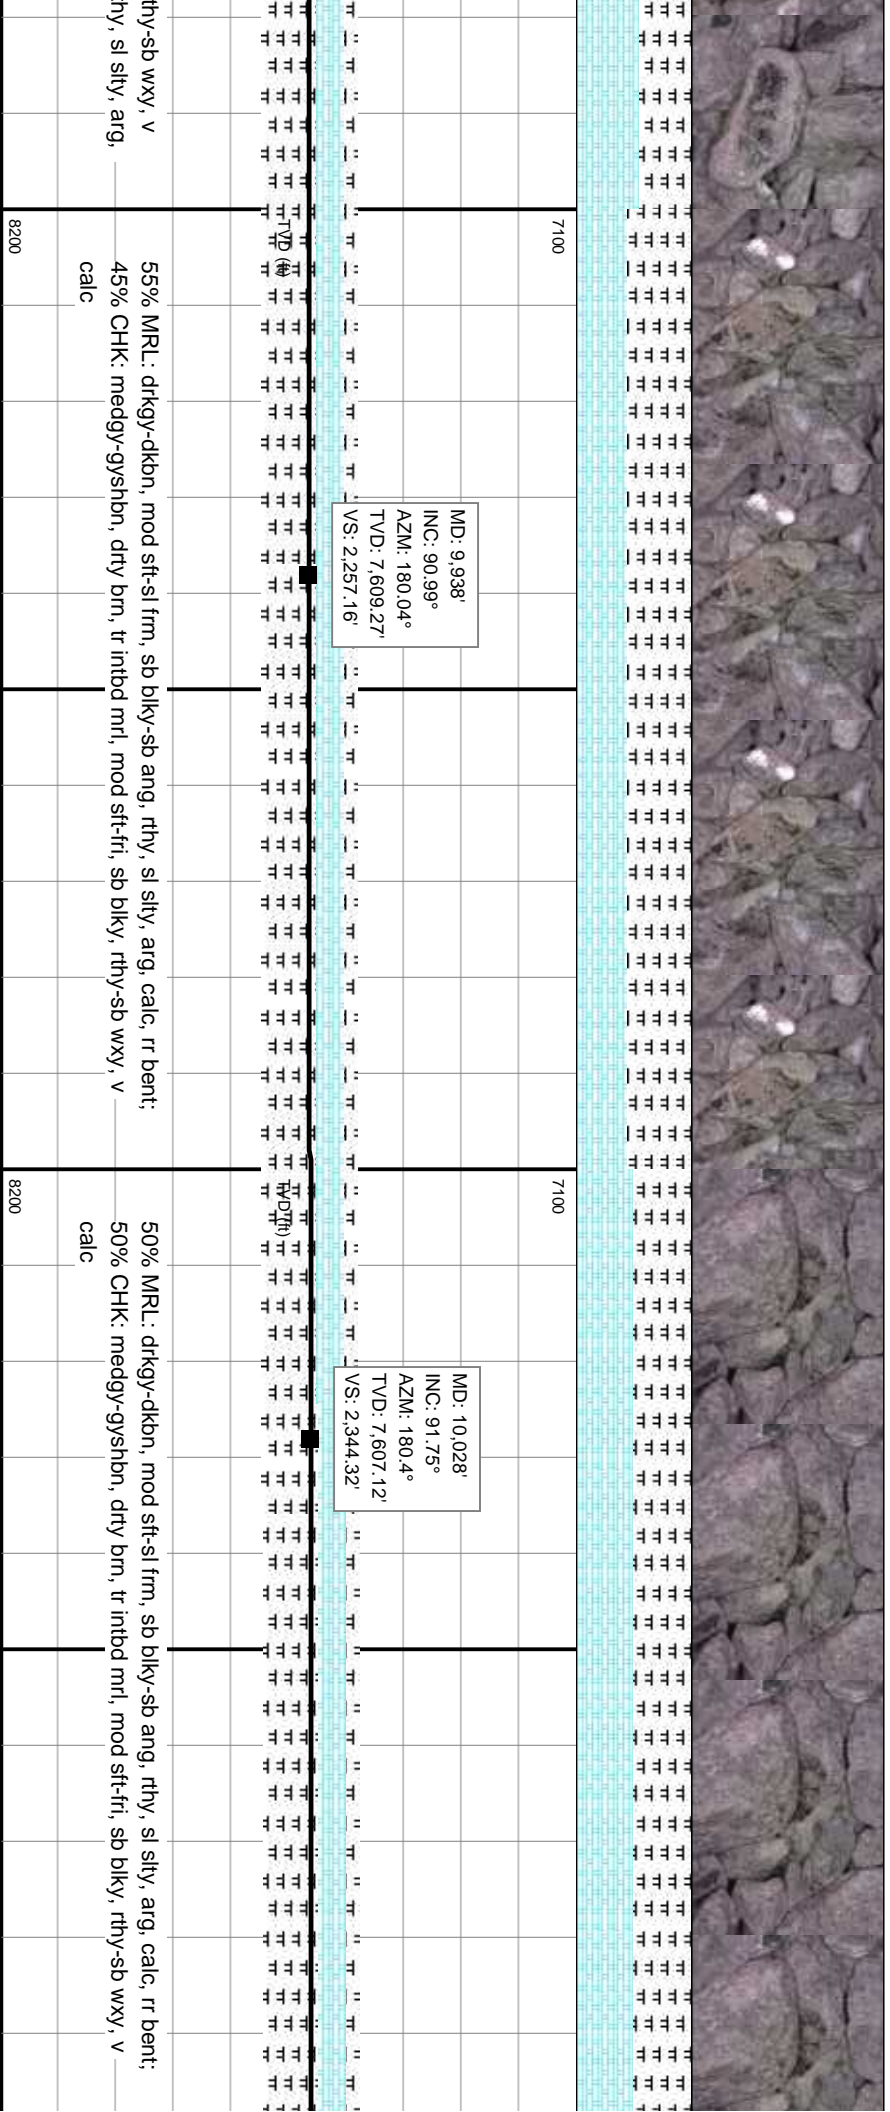 thy-sb wxy, v
hy, sl slty, arg,
7100
TVD (ft)
8200
55% MRL: drkgy-dkbn, mod sft-sl frm, sb blky-sb ang, rthy, sl slty, arg, calc, rr bent;
45% CHK: medgy-gyshbn, drty brn, tr intbd mrl, mod sft-fri, sb blky, rthy-sb wxy, v
calc
MD: 9,938'
INC: 90.99°
AZM: 180.04°
TVD: 7,609.27'
VS: 2,257.16'
7100
TVD (ft)
8200
50% MRL: drkgy-dkbn, mod sft-sl frm, sb blky-sb ang, rthy, sl slty, arg, calc, rr bent;
50% CHK: medgy-gyshbn, drty brn, tr intbd mrl, mod sft-fri, sb blky, rthy-sb wxy, v
calc
MD: 10,028'
INC: 91.75°
AZM: 180.4°
TVD: 7,607.12'
VS: 2,344.32'